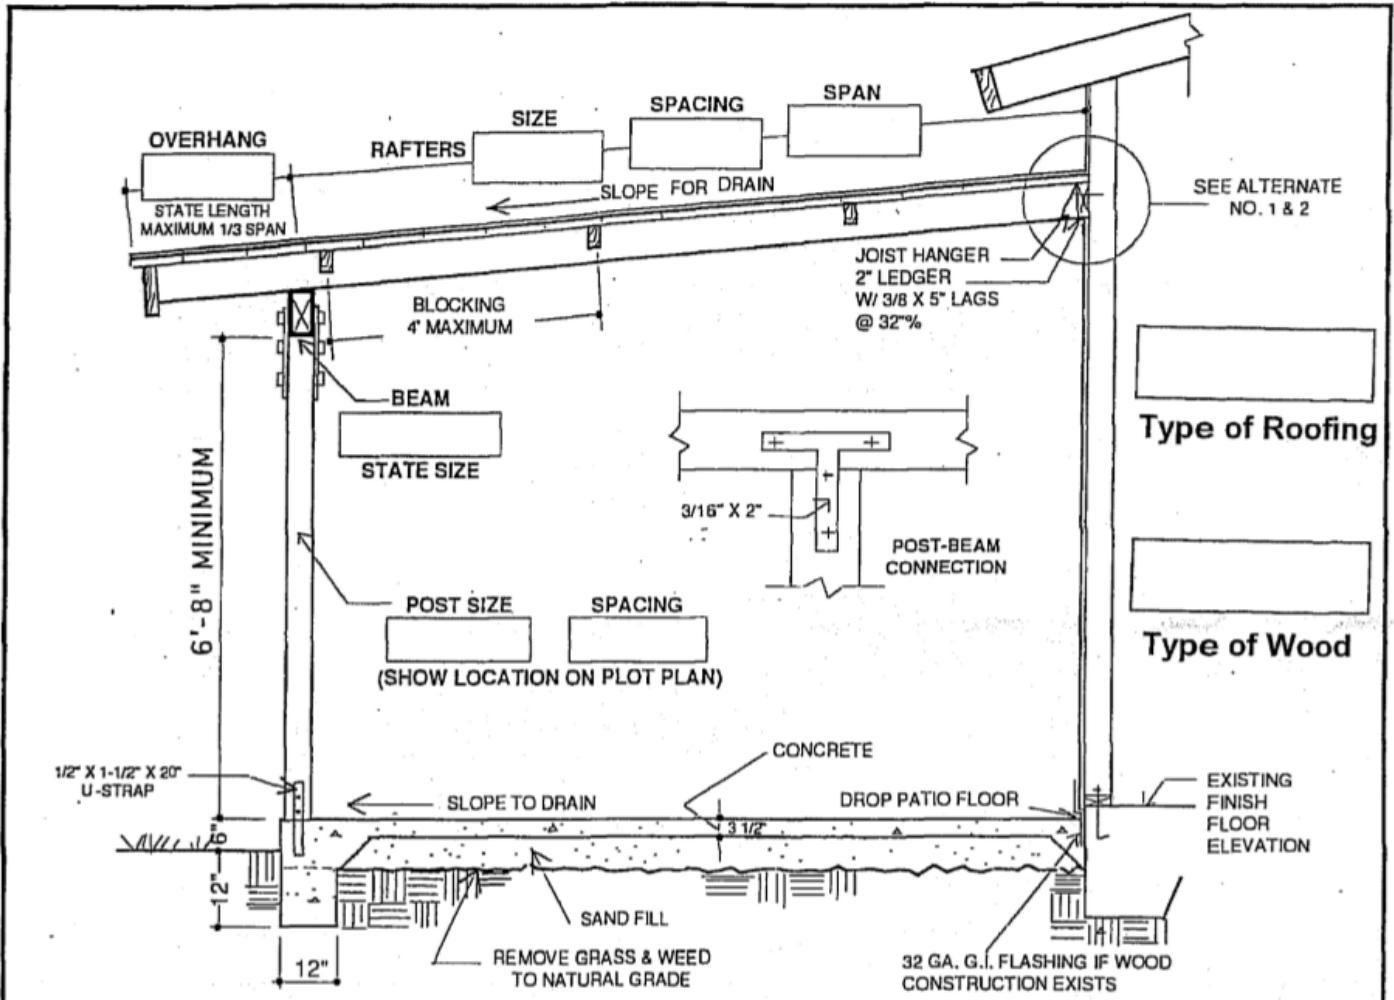 OVERHANG
STATE LENGTH
MAXIMUM 1/3 SPAN
RAFTERS
SIZE
SPACING
SPAN
SLOPE FOR DRAIN
SEE ALTERNATE
NO. 1 & 2
JOIST HANGER
2" LEDGER
W/ 3/8 X 5" LAGS
@ 32"%
BLOCKING
4' MAXIMUM
BEAM
STATE SIZE
6'-8" MINIMUM
Type of Roofing
3/16" X 2"
POST-BEAM
CONNECTION
POST SIZE
SPACING
(SHOW LOCATION ON PLOT PLAN)
Type of Wood
1/2" X 1-1/2" X 20"
U-STRAP
SLOPE TO DRAIN
CONCRETE
DROP PATIO FLOOR
3 1/2"
EXISTING
FINISH
FLOOR
ELEVATION
6"
12"
12"
SAND FILL
REMOVE GRASS & WEED
TO NATURAL GRADE
32 GA. G.I. FLASHING IF WOOD
CONSTRUCTION EXISTS